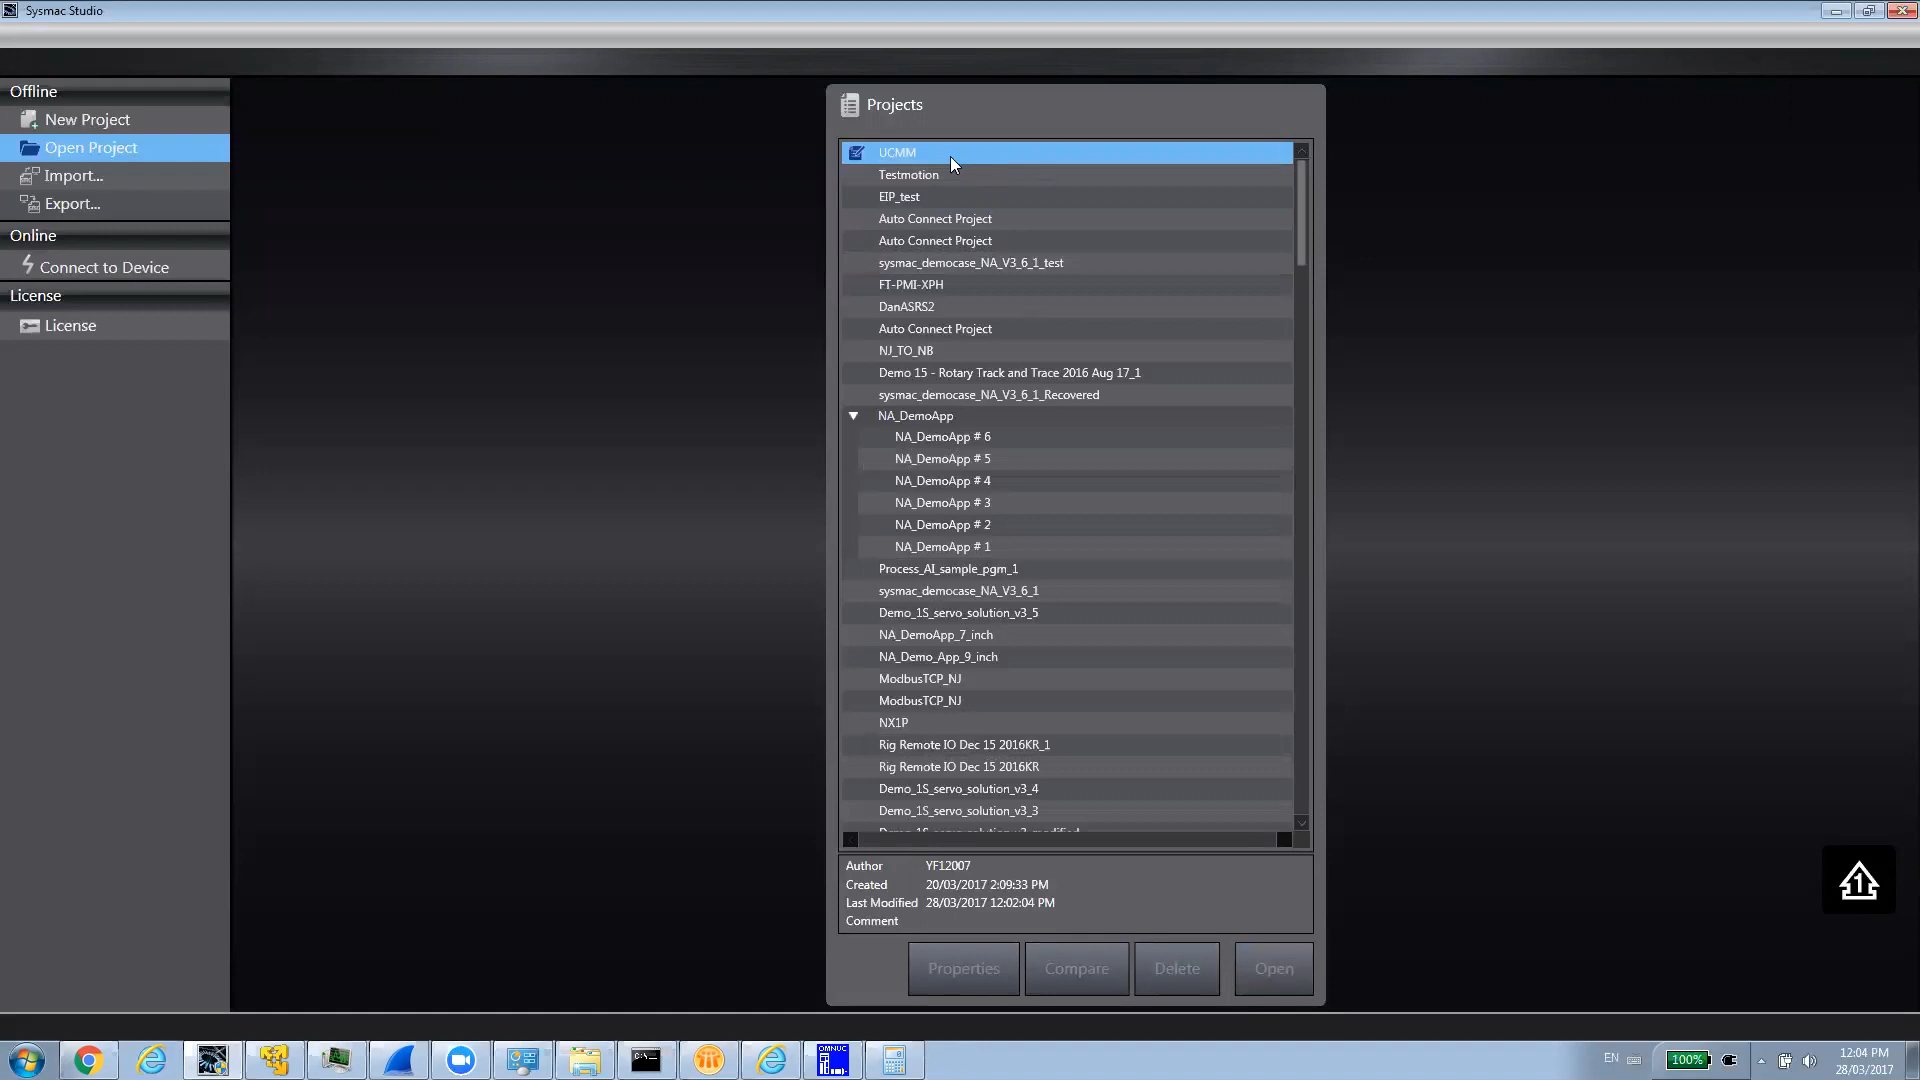 Sysmac Studio
Offline
New Project
Open Project
Import...
Export...
Online
Connect to Device
License
License
Projects
UCMM
Testmotion
EIP_test
Auto Connect Project
Auto Connect Project
sysmac_democase_NA_V3_6_1_test
FT-PMI-XPH
DanASRS2
Auto Connect Project
NJ_TO_NB
Demo 15 - Rotary Track and Trace 2016 Aug 17_1
sysmac_democase_NA_V3_6_1_Recovered
NA_DemoApp
NA_DemoApp # 6
NA_DemoApp # 5
NA_DemoApp # 4
NA_DemoApp # 3
NA_DemoApp # 2
NA_DemoApp # 1
Process_AI_sample_pgm_1
sysmac_democase_NA_V3_6_1
Demo_1S_servo_solution_v3_5
NA_DemoApp_7_inch
NA_Demo_App_9_inch
ModbusTCP_NJ
ModbusTCP_NJ
NX1P
Rig Remote IO Dec 15 2016KR_1
Rig Remote IO Dec 15 2016KR
Demo_1S_servo_solution_v3_4
Demo_1S_servo_solution_v3_3
Demo_1S_servo_solution_v3_modified
Author YF12007
Created 20/03/2017 2:09:33 PM
Last Modified 28/03/2017 12:02:04 PM
Comment
Properties Compare Delete Open
1
C:\.
OMNUC
EN 100% 12:04 PM
28/03/2017